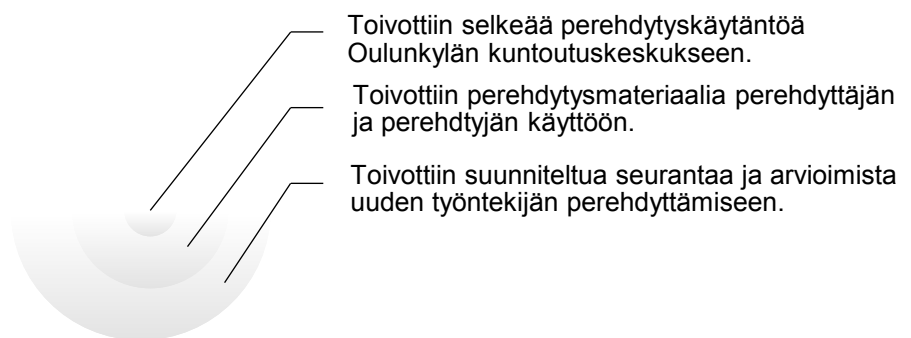 Toivottiin selkeää perehdytyskäytäntöä
Oulunkylän kuntoutuskeskukseen.
Toivottiin perehdytysmateriaalia perehdyttäjän
ja perehdtyjän käyttöön.
Toivottiin suunniteltua seurantaa ja arvioimista
uuden työntekijän perehdyttämiseen.